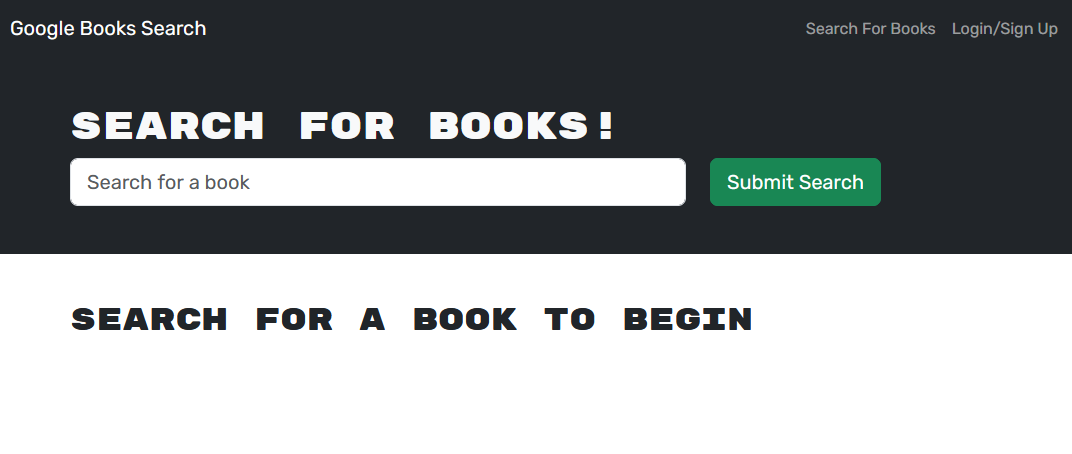 Google Books Search
Search For Books
Login/Sign Up
SEARCH FOR BOOKS!
Search for a book
Submit Search
SEARCH FOR A BOOK TO BEGIN